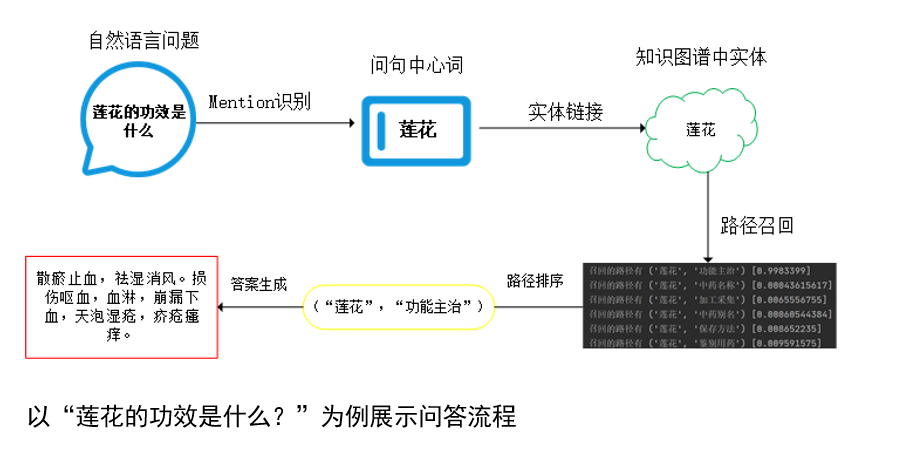 自然语言问题
莲花的功效是
什么
Mention识别
问句中心词
莲花
实体链接
知识图谱中实体
莲花
路径召回
召回的路径有 ('莲花', '功能主治') [0.9983399]
召回的路径有 ('莲花', '中药名称') [0.00043615617]
召回的路径有 ('莲花', '加工采集') [0.0065556755]
召回的路径有 ('莲花', '中药别名') [0.00060544384]
召回的路径有 ('莲花', '保存方法') [0.008652235]
召回的路径有 ('莲花', '鉴别用药') [0.009591575]
路径排序
(“莲花”, “功能主治”)
答案生成
散瘀止血, 祛湿消风。损
伤呕血, 血淋, 崩漏下
血, 天泡湿疮, 疥疮瘙
痒。
以“莲花的功效是什么?”为例展示问答流程